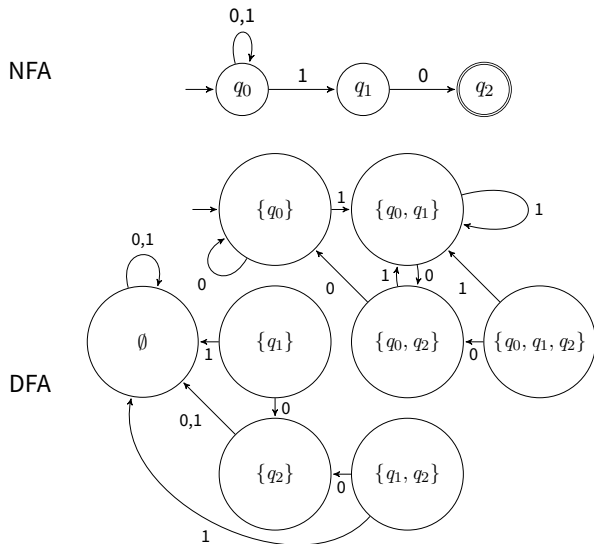 0,1
NFA
q0 1 q1 0 q2
{q0} 1 {q0, q1} 1
0,1 0 0 1 0 1
∅ 1 {q1} {q0, q2} 0 {q0, q1, q2}
DFA
0,1 0
{q2} 0 {q1, q2}
1